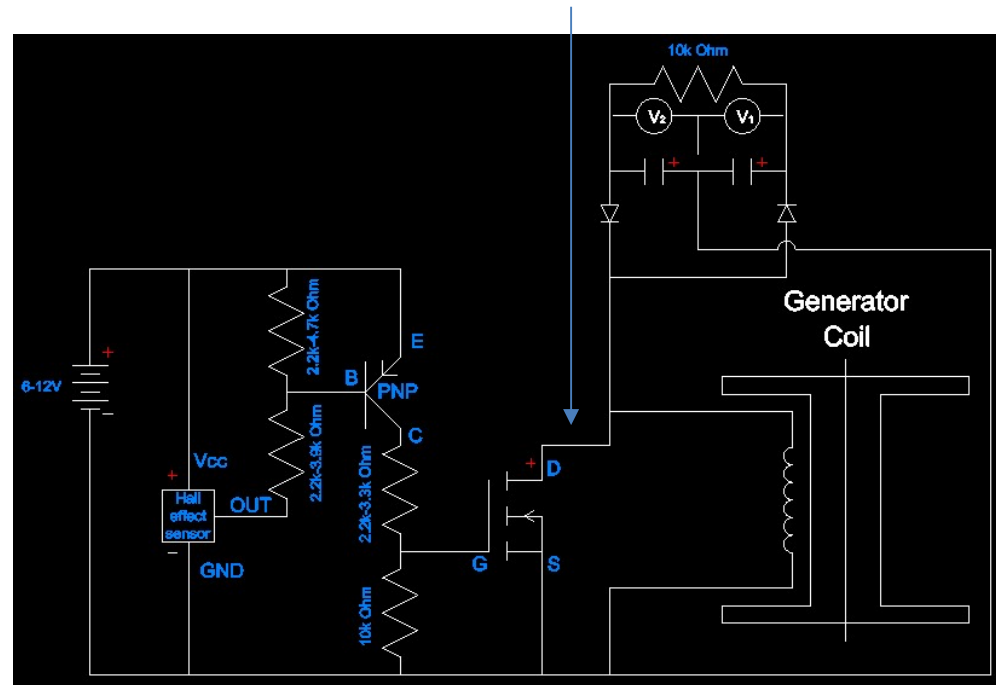 10k Ohm
V2
V1
+
+
Generator
Coil
+
6-12V
−
2.2k-4.7k Ohm
E
B
PNP
C
2.2k-3.9k Ohm
2.2k-3.3k Ohm
Vcc
+
Hall
effect
sensor
OUT
−
GND
+
D
G
S
10k Ohm